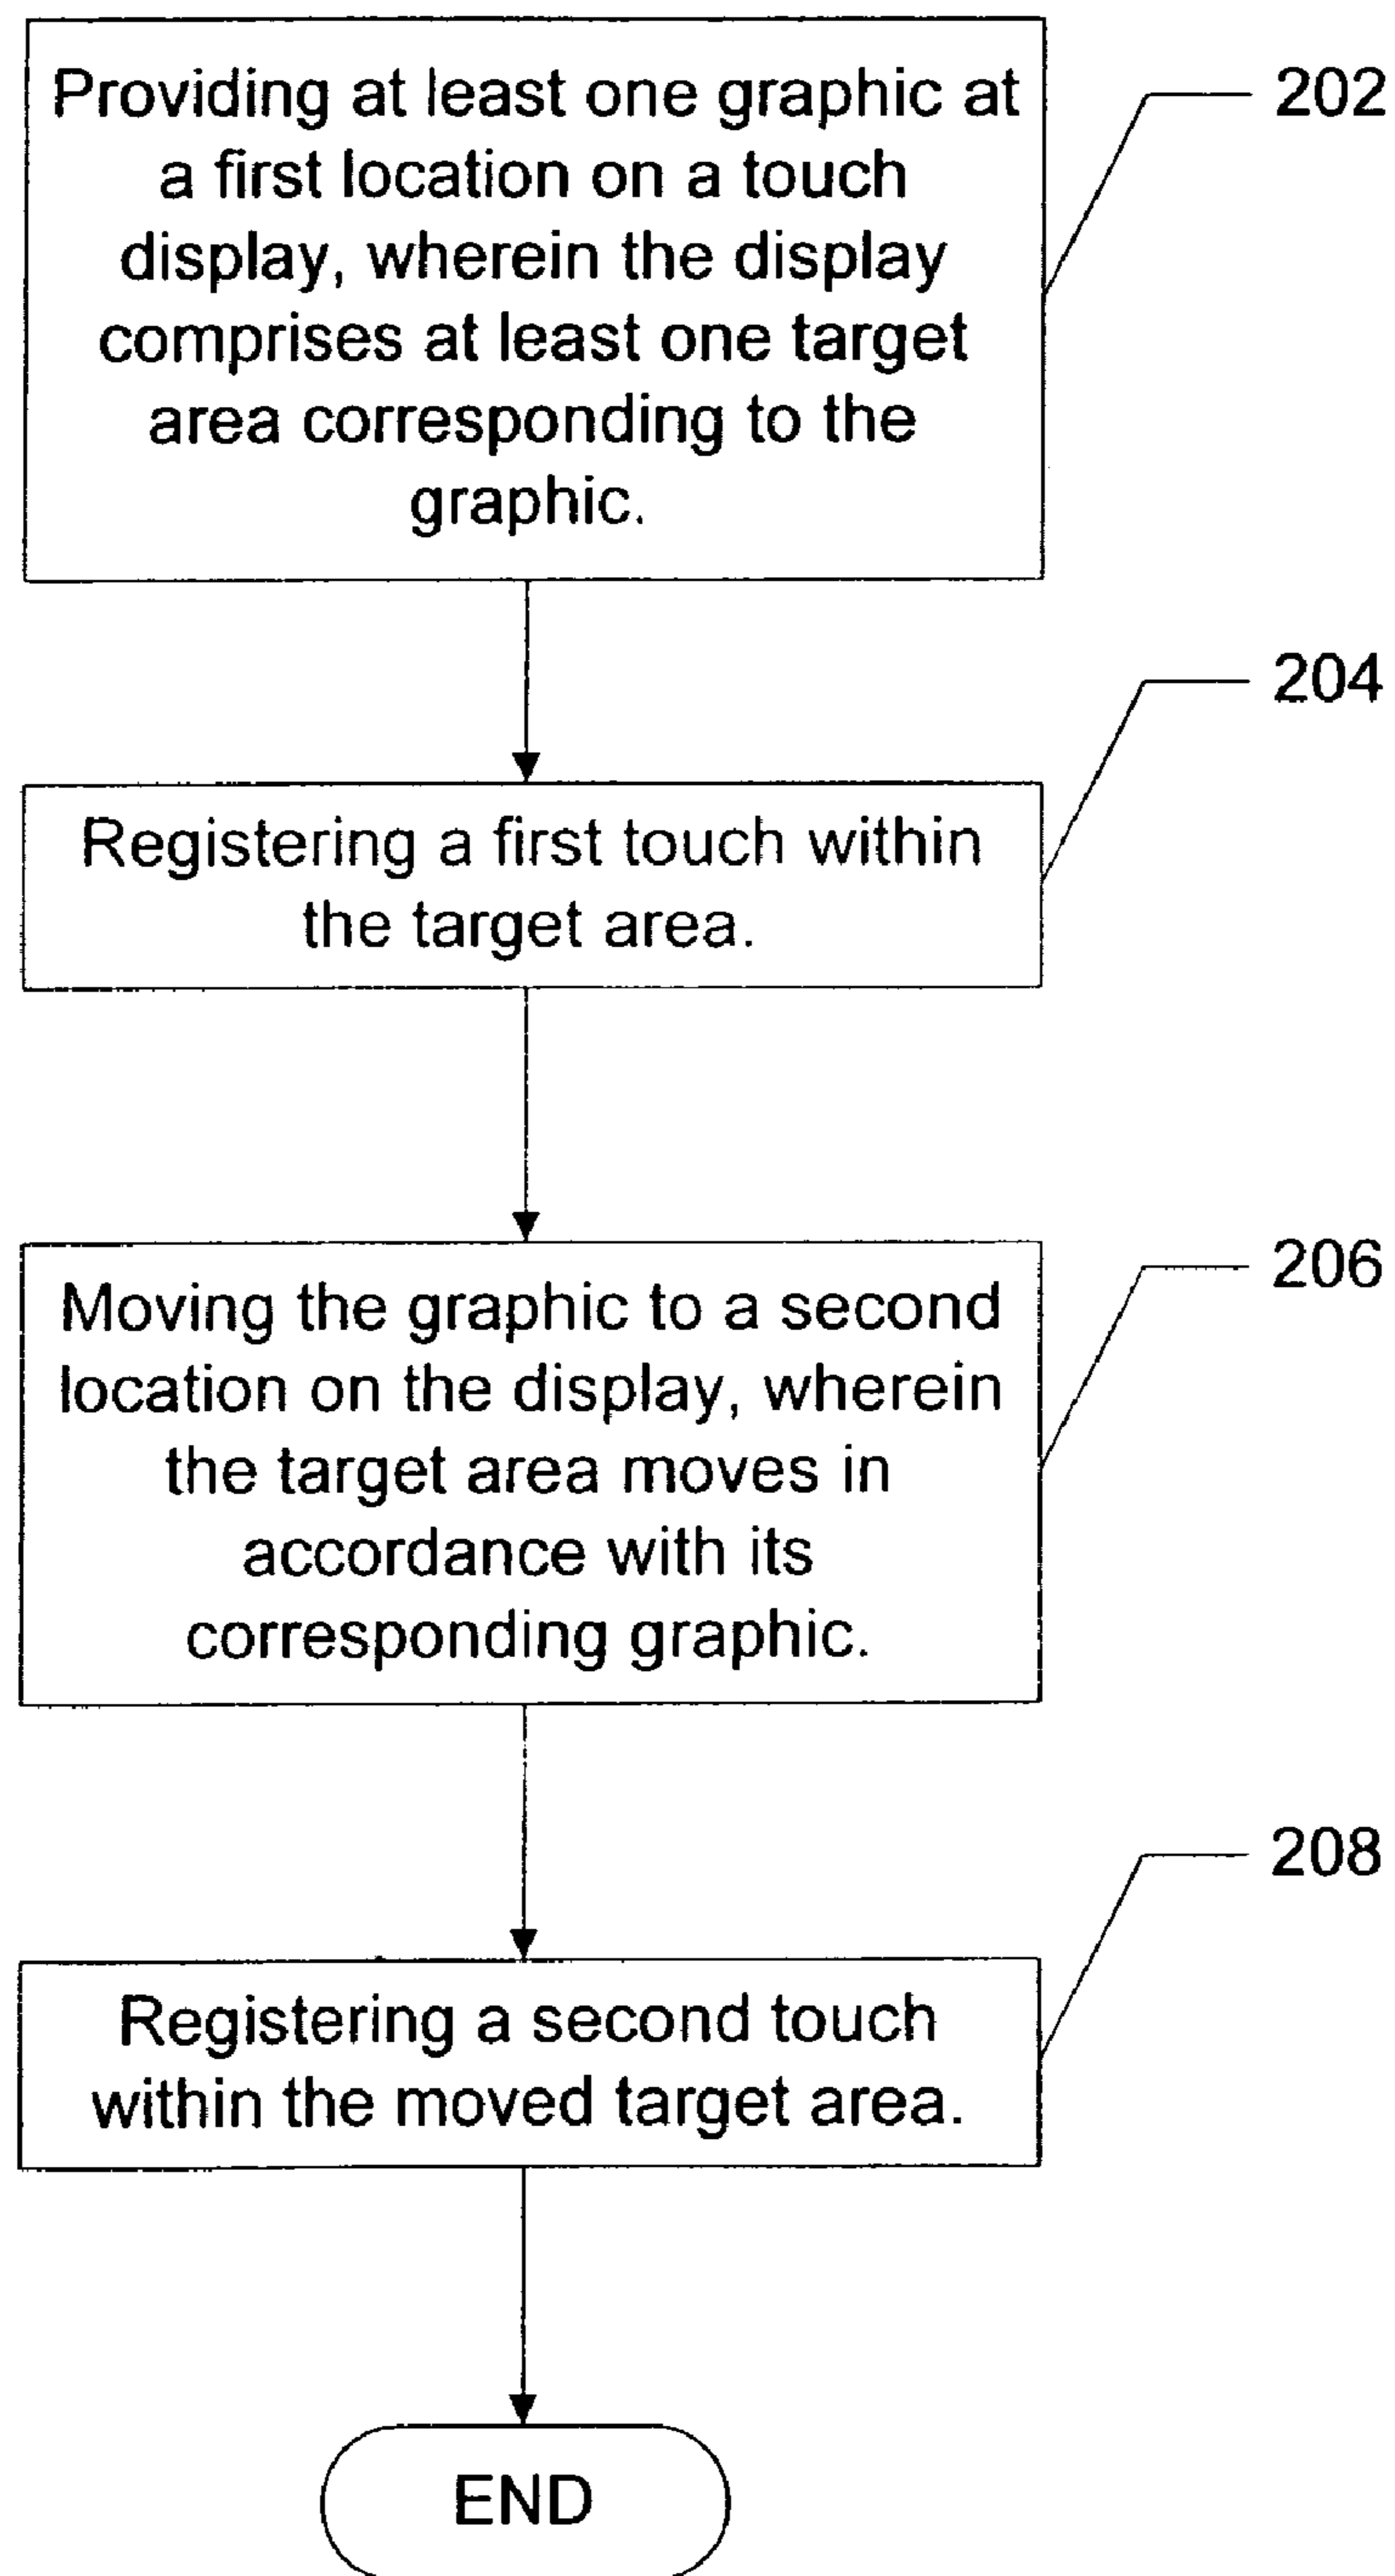 Providing at least one graphic at
a first location on a touch
display, wherein the display
comprises at least one target
area corresponding to the
graphic.
202
Registering a first touch within
the target area.
204
Moving the graphic to a second
location on the display, wherein
the target area moves in
accordance with its
corresponding graphic.
206
Registering a second touch
within the moved target area.
208
END